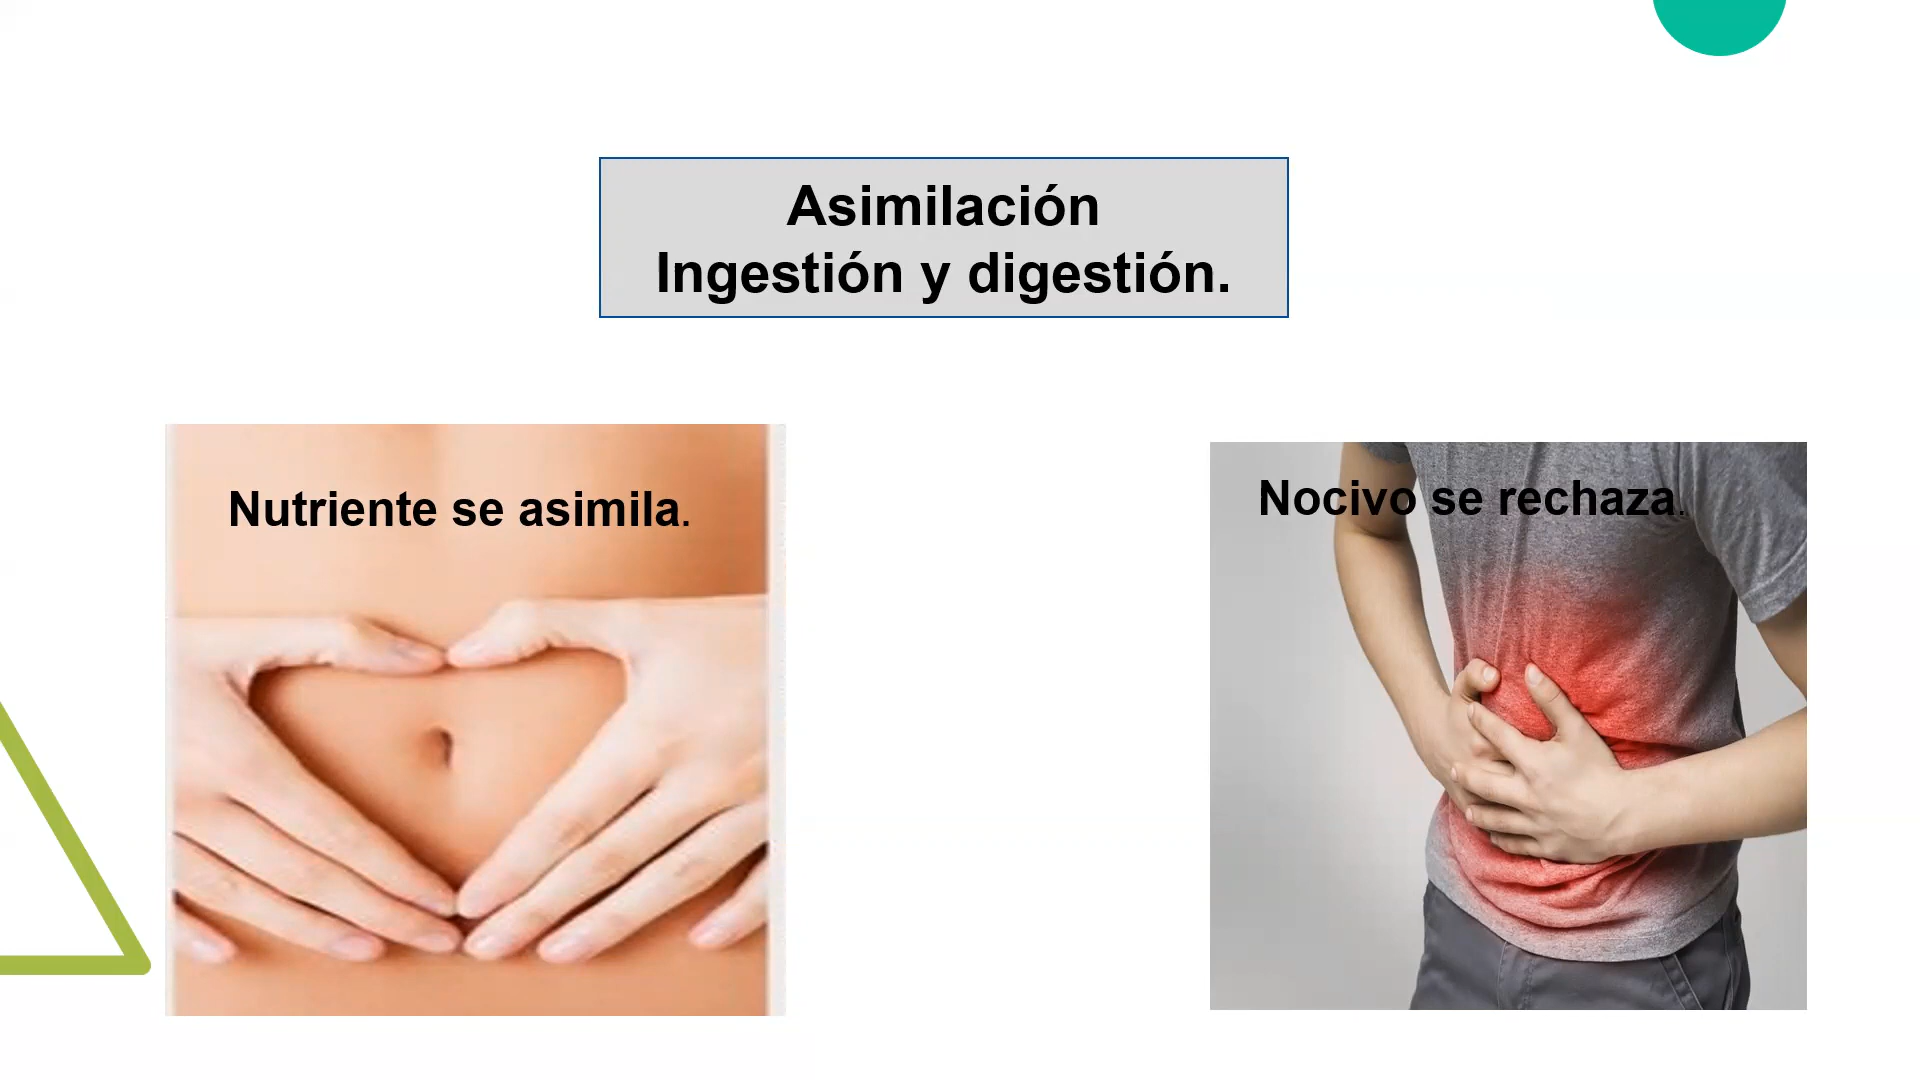 Asimilación
Ingestión y digestión.
Nutriente se asimila.
Nocivo se rechaza.